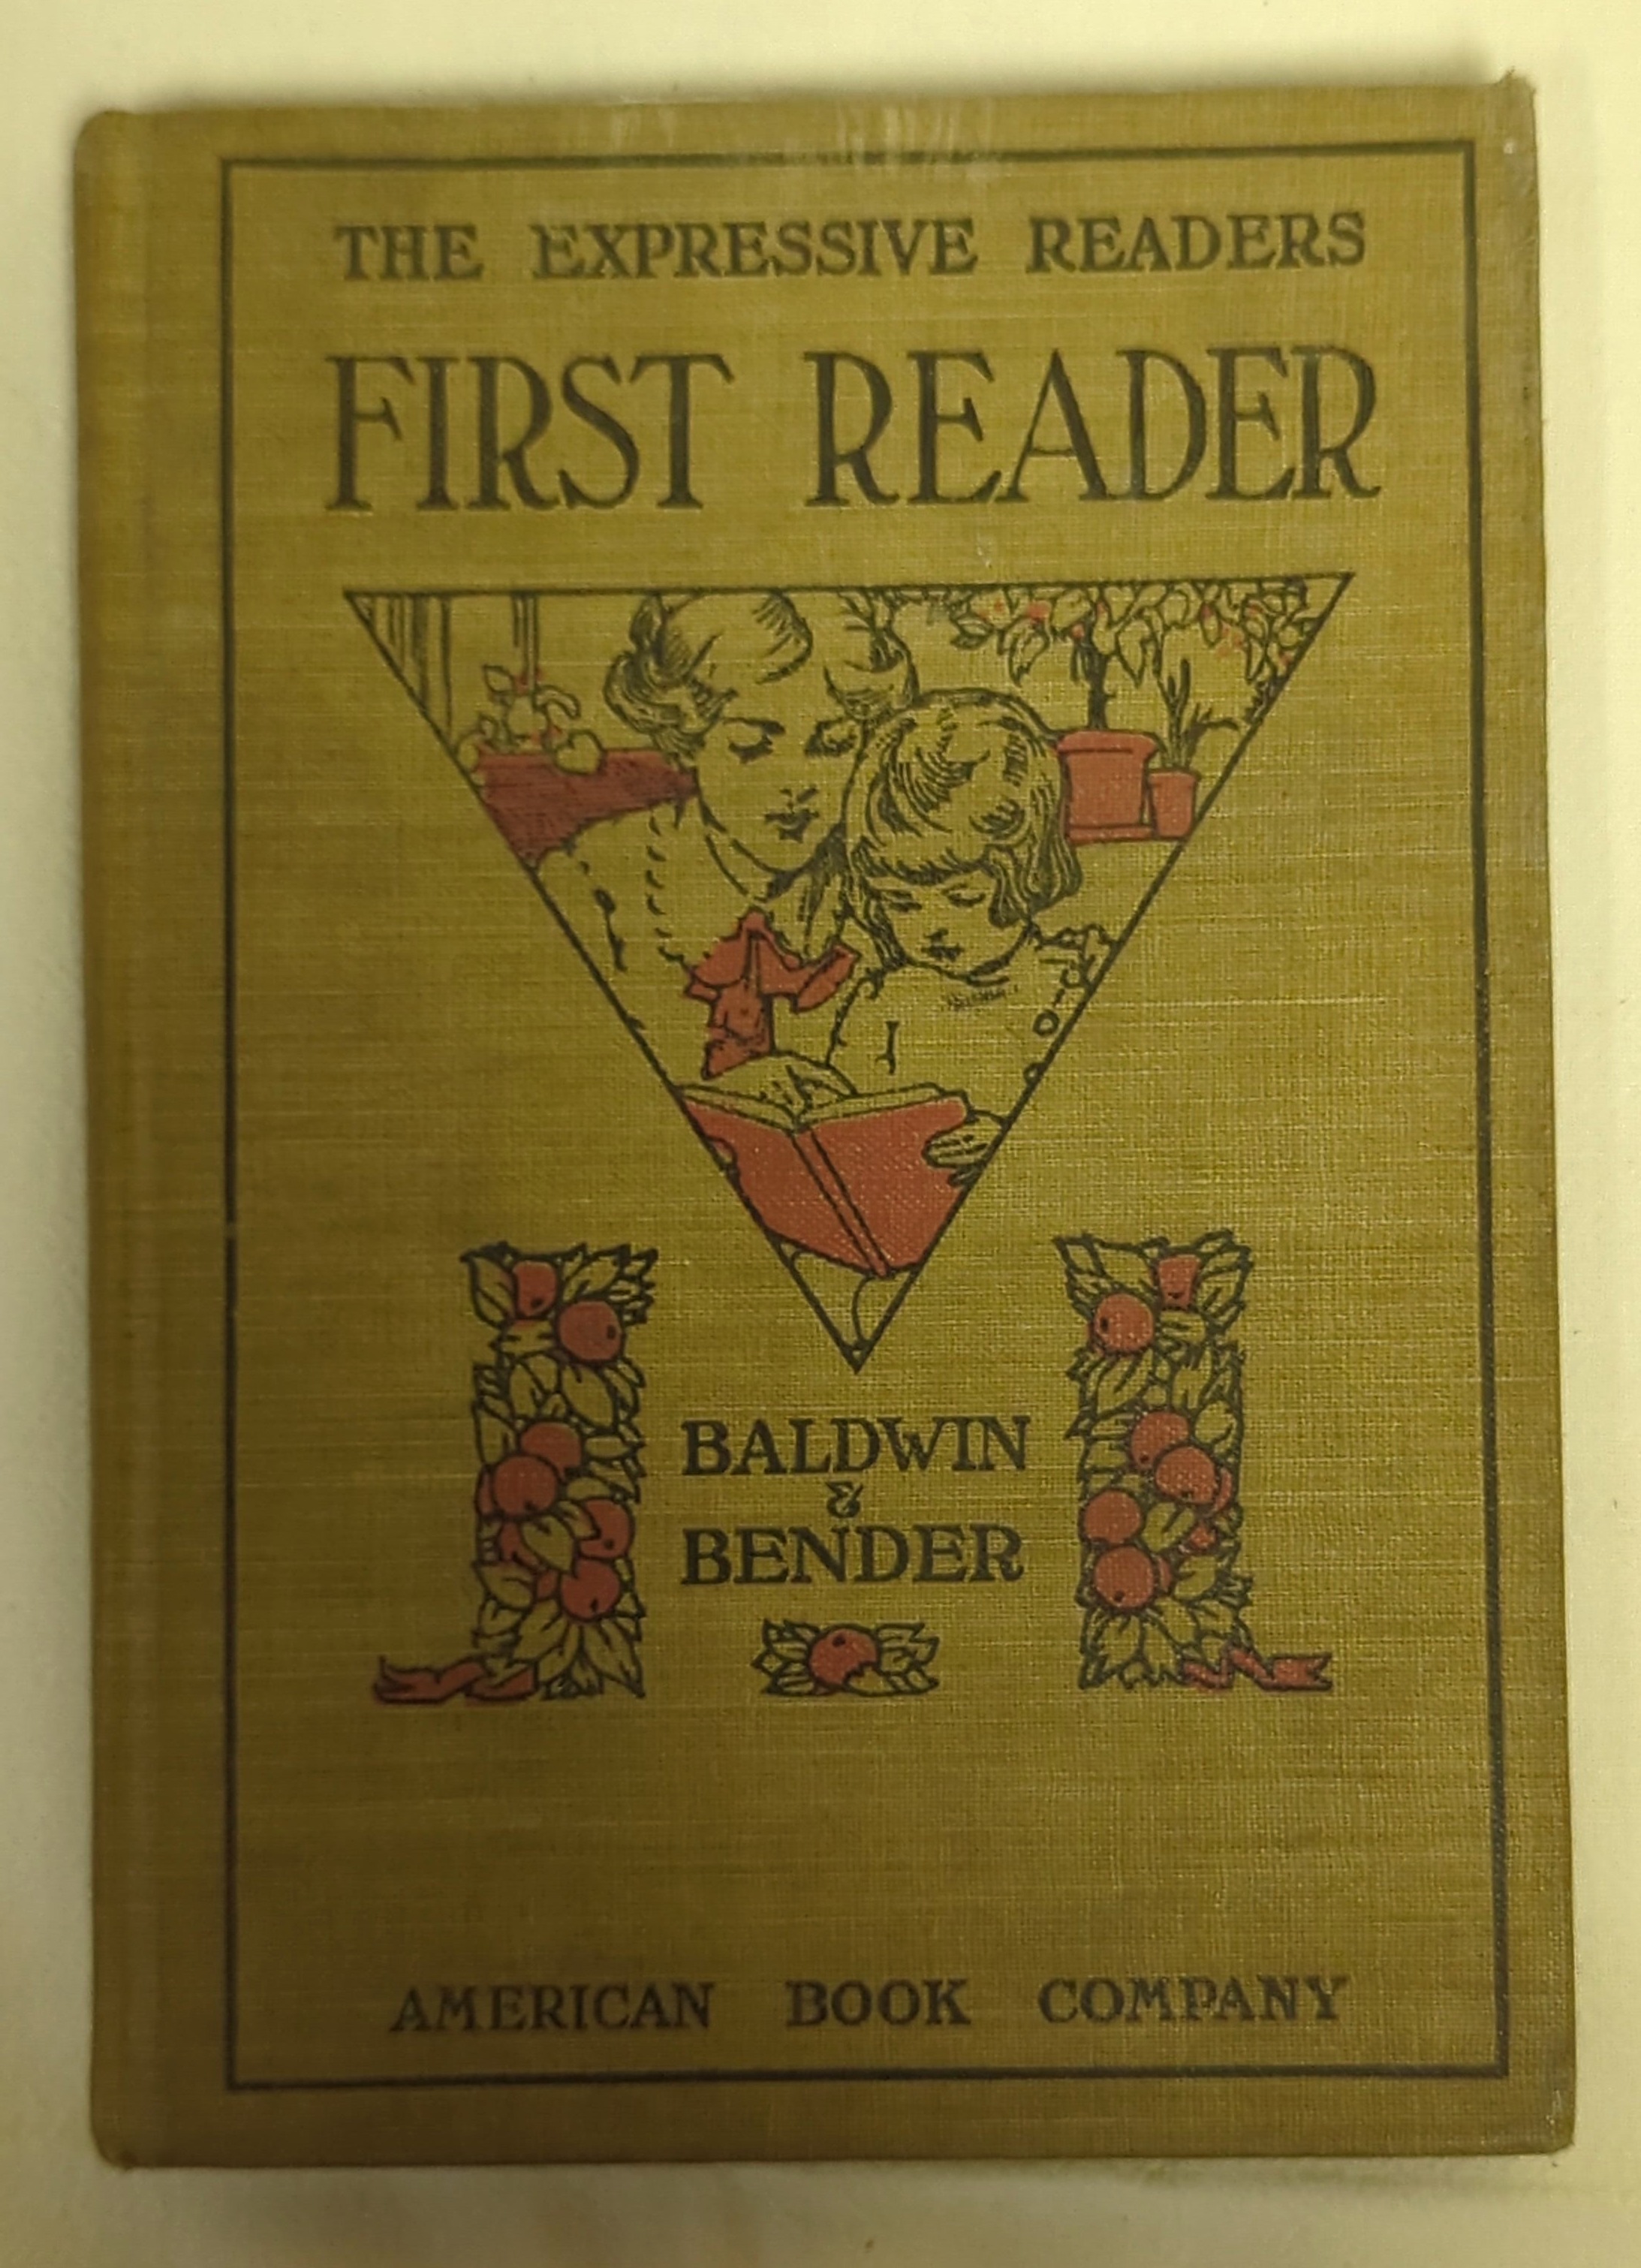 THE EXPRESSIVE READERS
FIRST READER
BALDWIN
&
BENDER
AMERICAN BOOK COMPANY